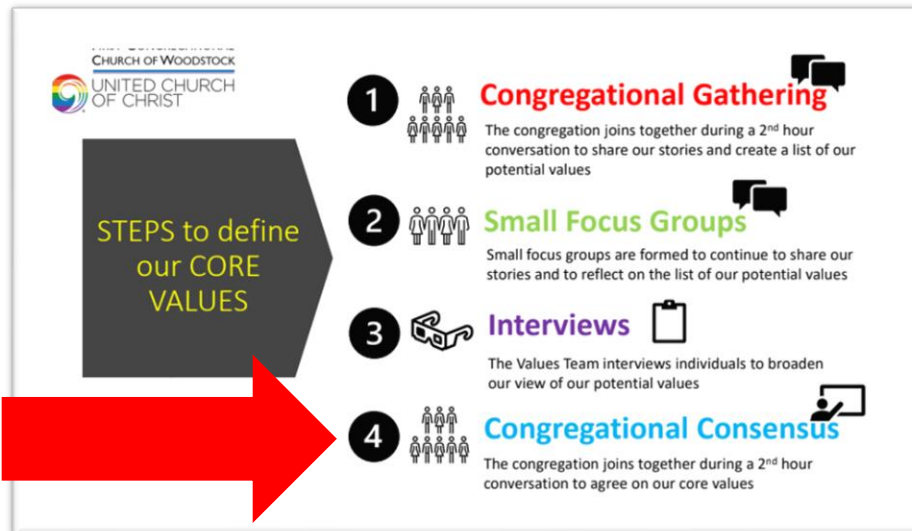 CHURCH OF WOODSTOCK
UNITED CHURCH
OF CHRIST
STEPS to define
our CORE
VALUES
1
Congregational Gathering
The congregation joins together during a 2nd hour
conversation to share our stories and create a list of our
potential values
2
Small Focus Groups
Small focus groups are formed to continue to share our
stories and to reflect on the list of our potential values
3
Interviews
The Values Team interviews individuals to broaden
our view of our potential values
4
Congregational Consensus
The congregation joins together during a 2nd hour
conversation to agree on our core values